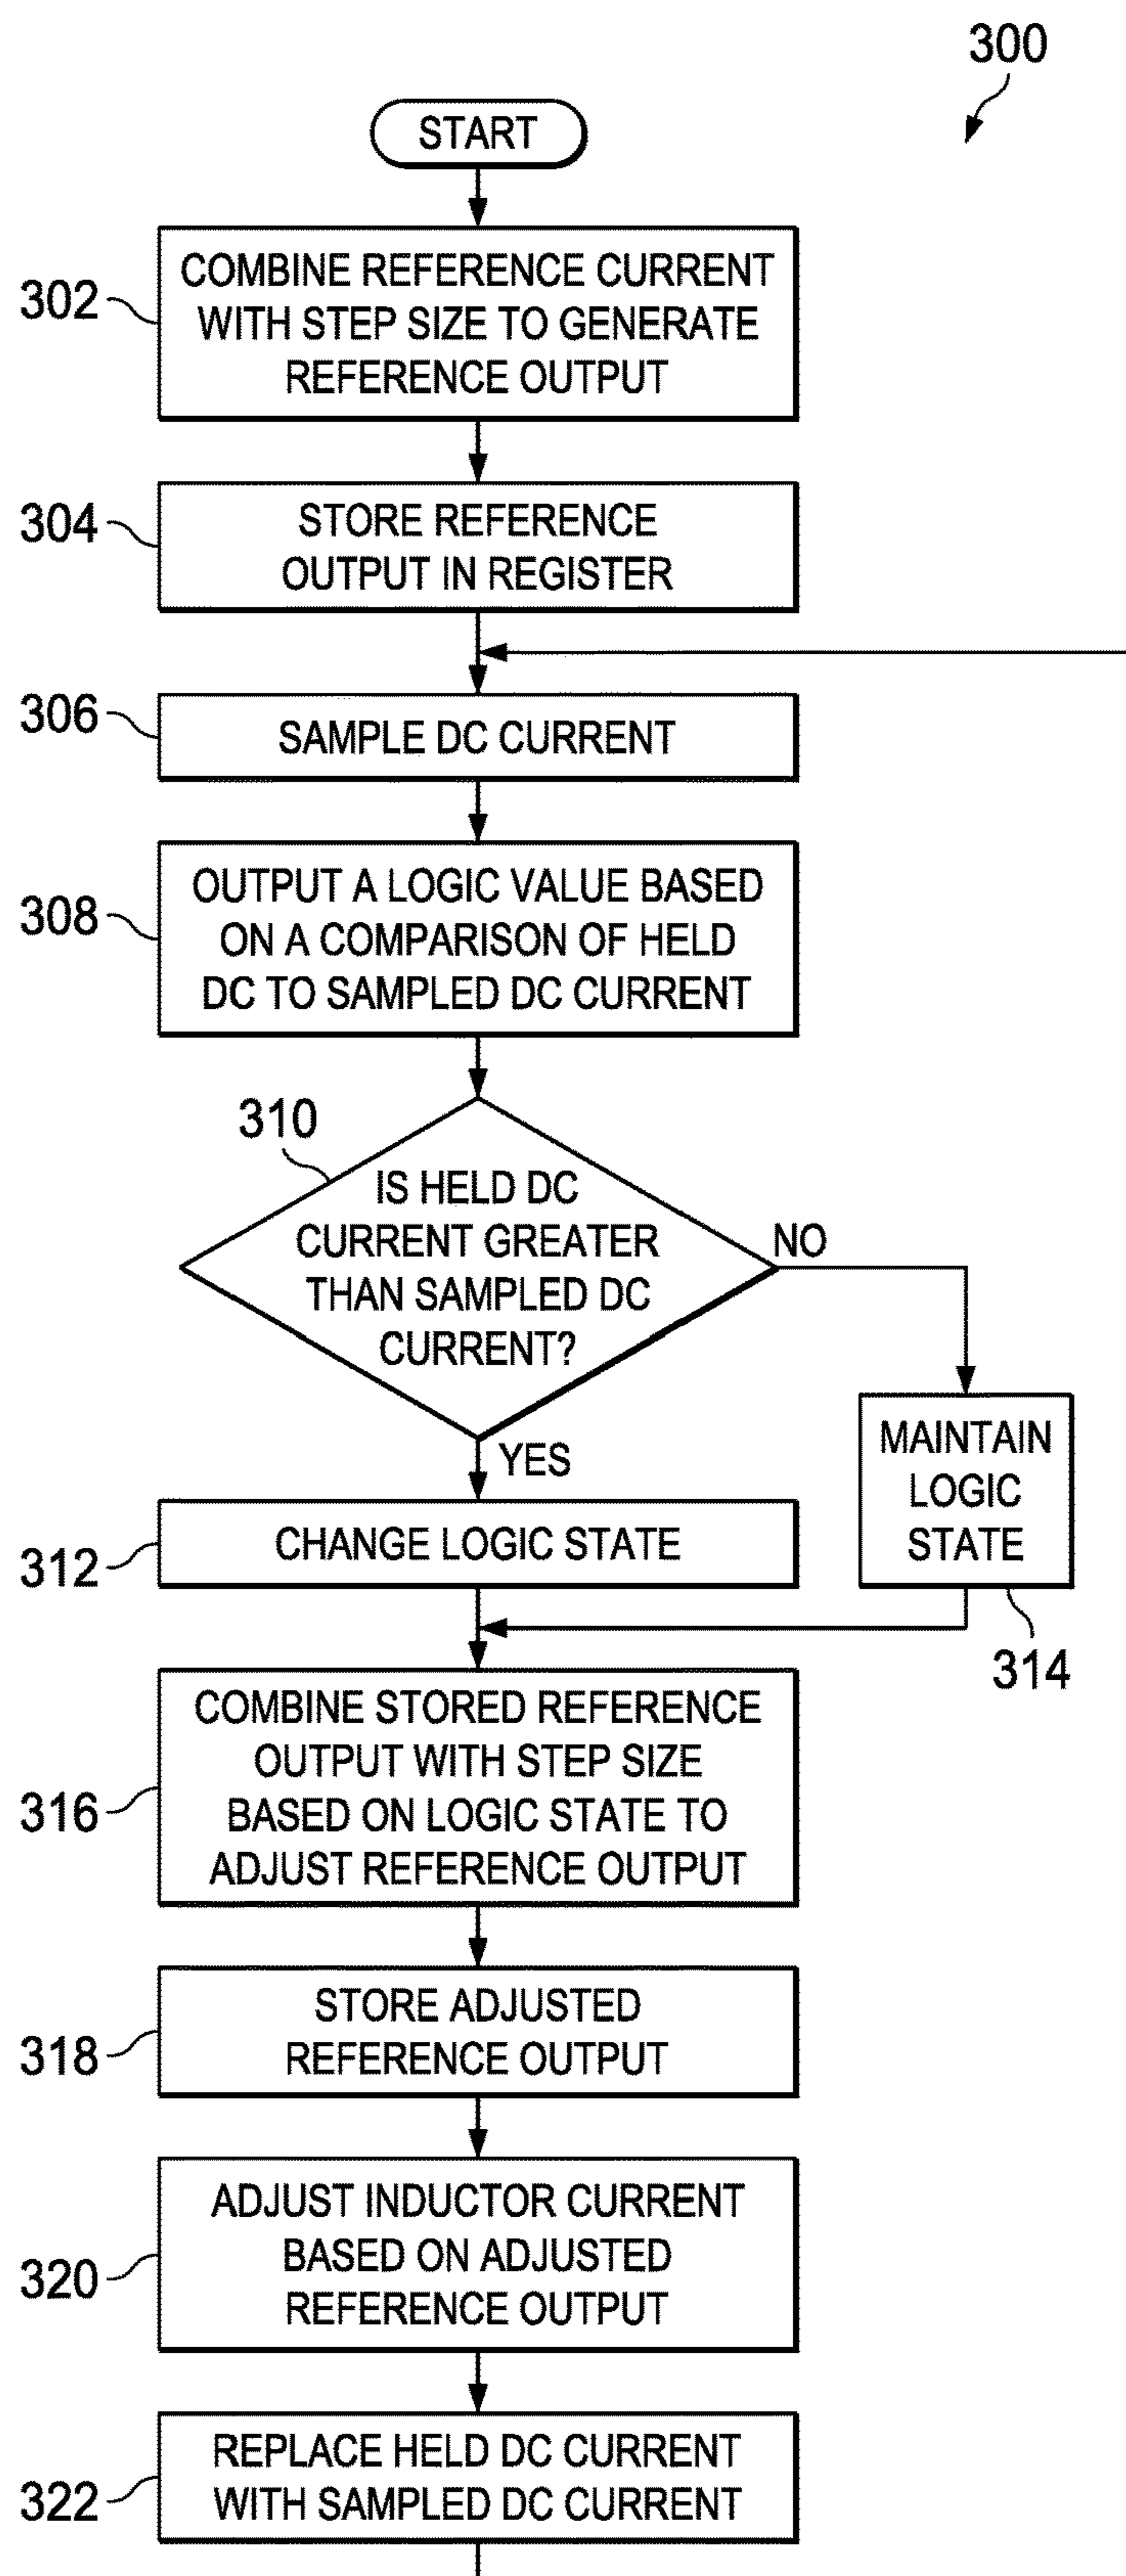 300
START
302
COMBINE REFERENCE CURRENT
WITH STEP SIZE TO GENERATE
REFERENCE OUTPUT
304
STORE REFERENCE
OUTPUT IN REGISTER
306
SAMPLE DC CURRENT
308
OUTPUT A LOGIC VALUE BASED
ON A COMPARISON OF HELD
DC TO SAMPLED DC CURRENT
310
IS HELD DC
CURRENT GREATER
THAN SAMPLED DC
CURRENT?
NO
YES
MAINTAIN
LOGIC
STATE
314
312
CHANGE LOGIC STATE
316
COMBINE STORED REFERENCE
OUTPUT WITH STEP SIZE
BASED ON LOGIC STATE TO
ADJUST REFERENCE OUTPUT
318
STORE ADJUSTED
REFERENCE OUTPUT
320
ADJUST INDUCTOR CURRENT
BASED ON ADJUSTED
REFERENCE OUTPUT
322
REPLACE HELD DC CURRENT
WITH SAMPLED DC CURRENT